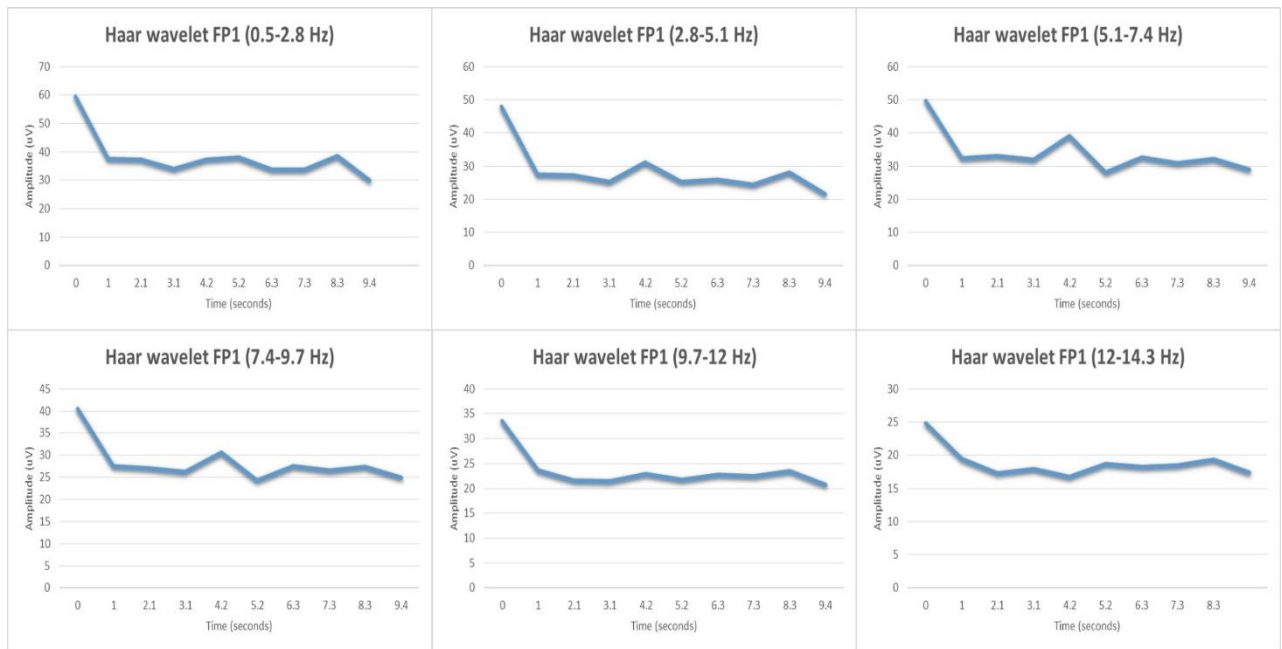 Haar wavelet FP1 (0.5-2.8 Hz)
70
60
50
40
30
20
10
0
Amplitude (uV)
0 1 2.1 3.1 4.2 5.2 6.3 7.3 8.3 9.4
Time (seconds)
Haar wavelet FP1 (2.8-5.1 Hz)
60
50
40
30
20
10
0
Amplitude (uV)
0 1 2.1 3.1 4.2 5.2 6.3 7.3 8.3 9.4
Time (seconds)
Haar wavelet FP1 (5.1-7.4 Hz)
60
50
40
30
20
10
0
Amplitude (uV)
0 1 2.1 3.1 4.2 5.2 6.3 7.3 8.3 9.4
Time (seconds)
Haar wavelet FP1 (7.4-9.7 Hz)
45
40
35
30
25
20
15
10
5
0
Amplitude (uV)
0 1 2.1 3.1 4.2 5.2 6.3 7.3 8.3 9.4
Time (seconds)
Haar wavelet FP1 (9.7-12 Hz)
40
35
30
25
20
15
10
5
0
Amplitude (uV)
0 1 2.1 3.1 4.2 5.2 6.3 7.3 8.3 9.4
Time (seconds)
Haar wavelet FP1 (12-14.3 Hz)
30
25
20
15
10
5
0
Amplitude (uV)
0 1 2.1 3.1 4.2 5.2 6.3 7.3 8.3
Time (seconds)